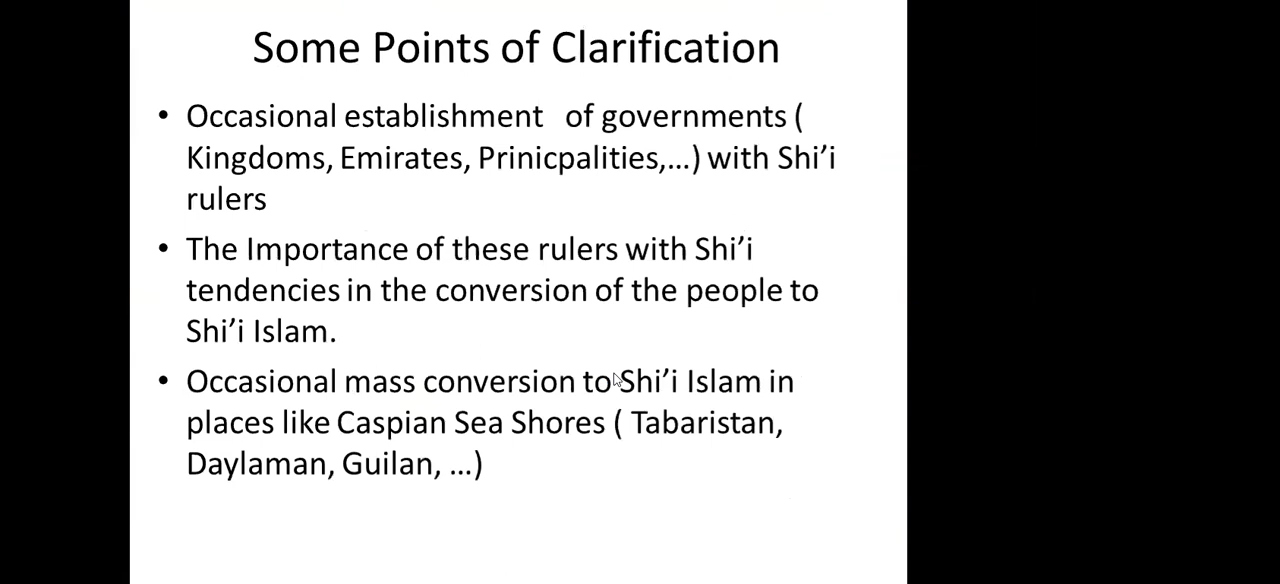 Some Points of Clarification
• Occasional establishment of governments (
Kingdoms, Emirates, Prinicpalities,...) with Shi’i
rulers
• The Importance of these rulers with Shi’i
tendencies in the conversion of the people to
Shi’i Islam.
• Occasional mass conversion to Shi’i Islam in
places like Caspian Sea Shores ( Tabaristan,
Daylaman, Guilan, ...)